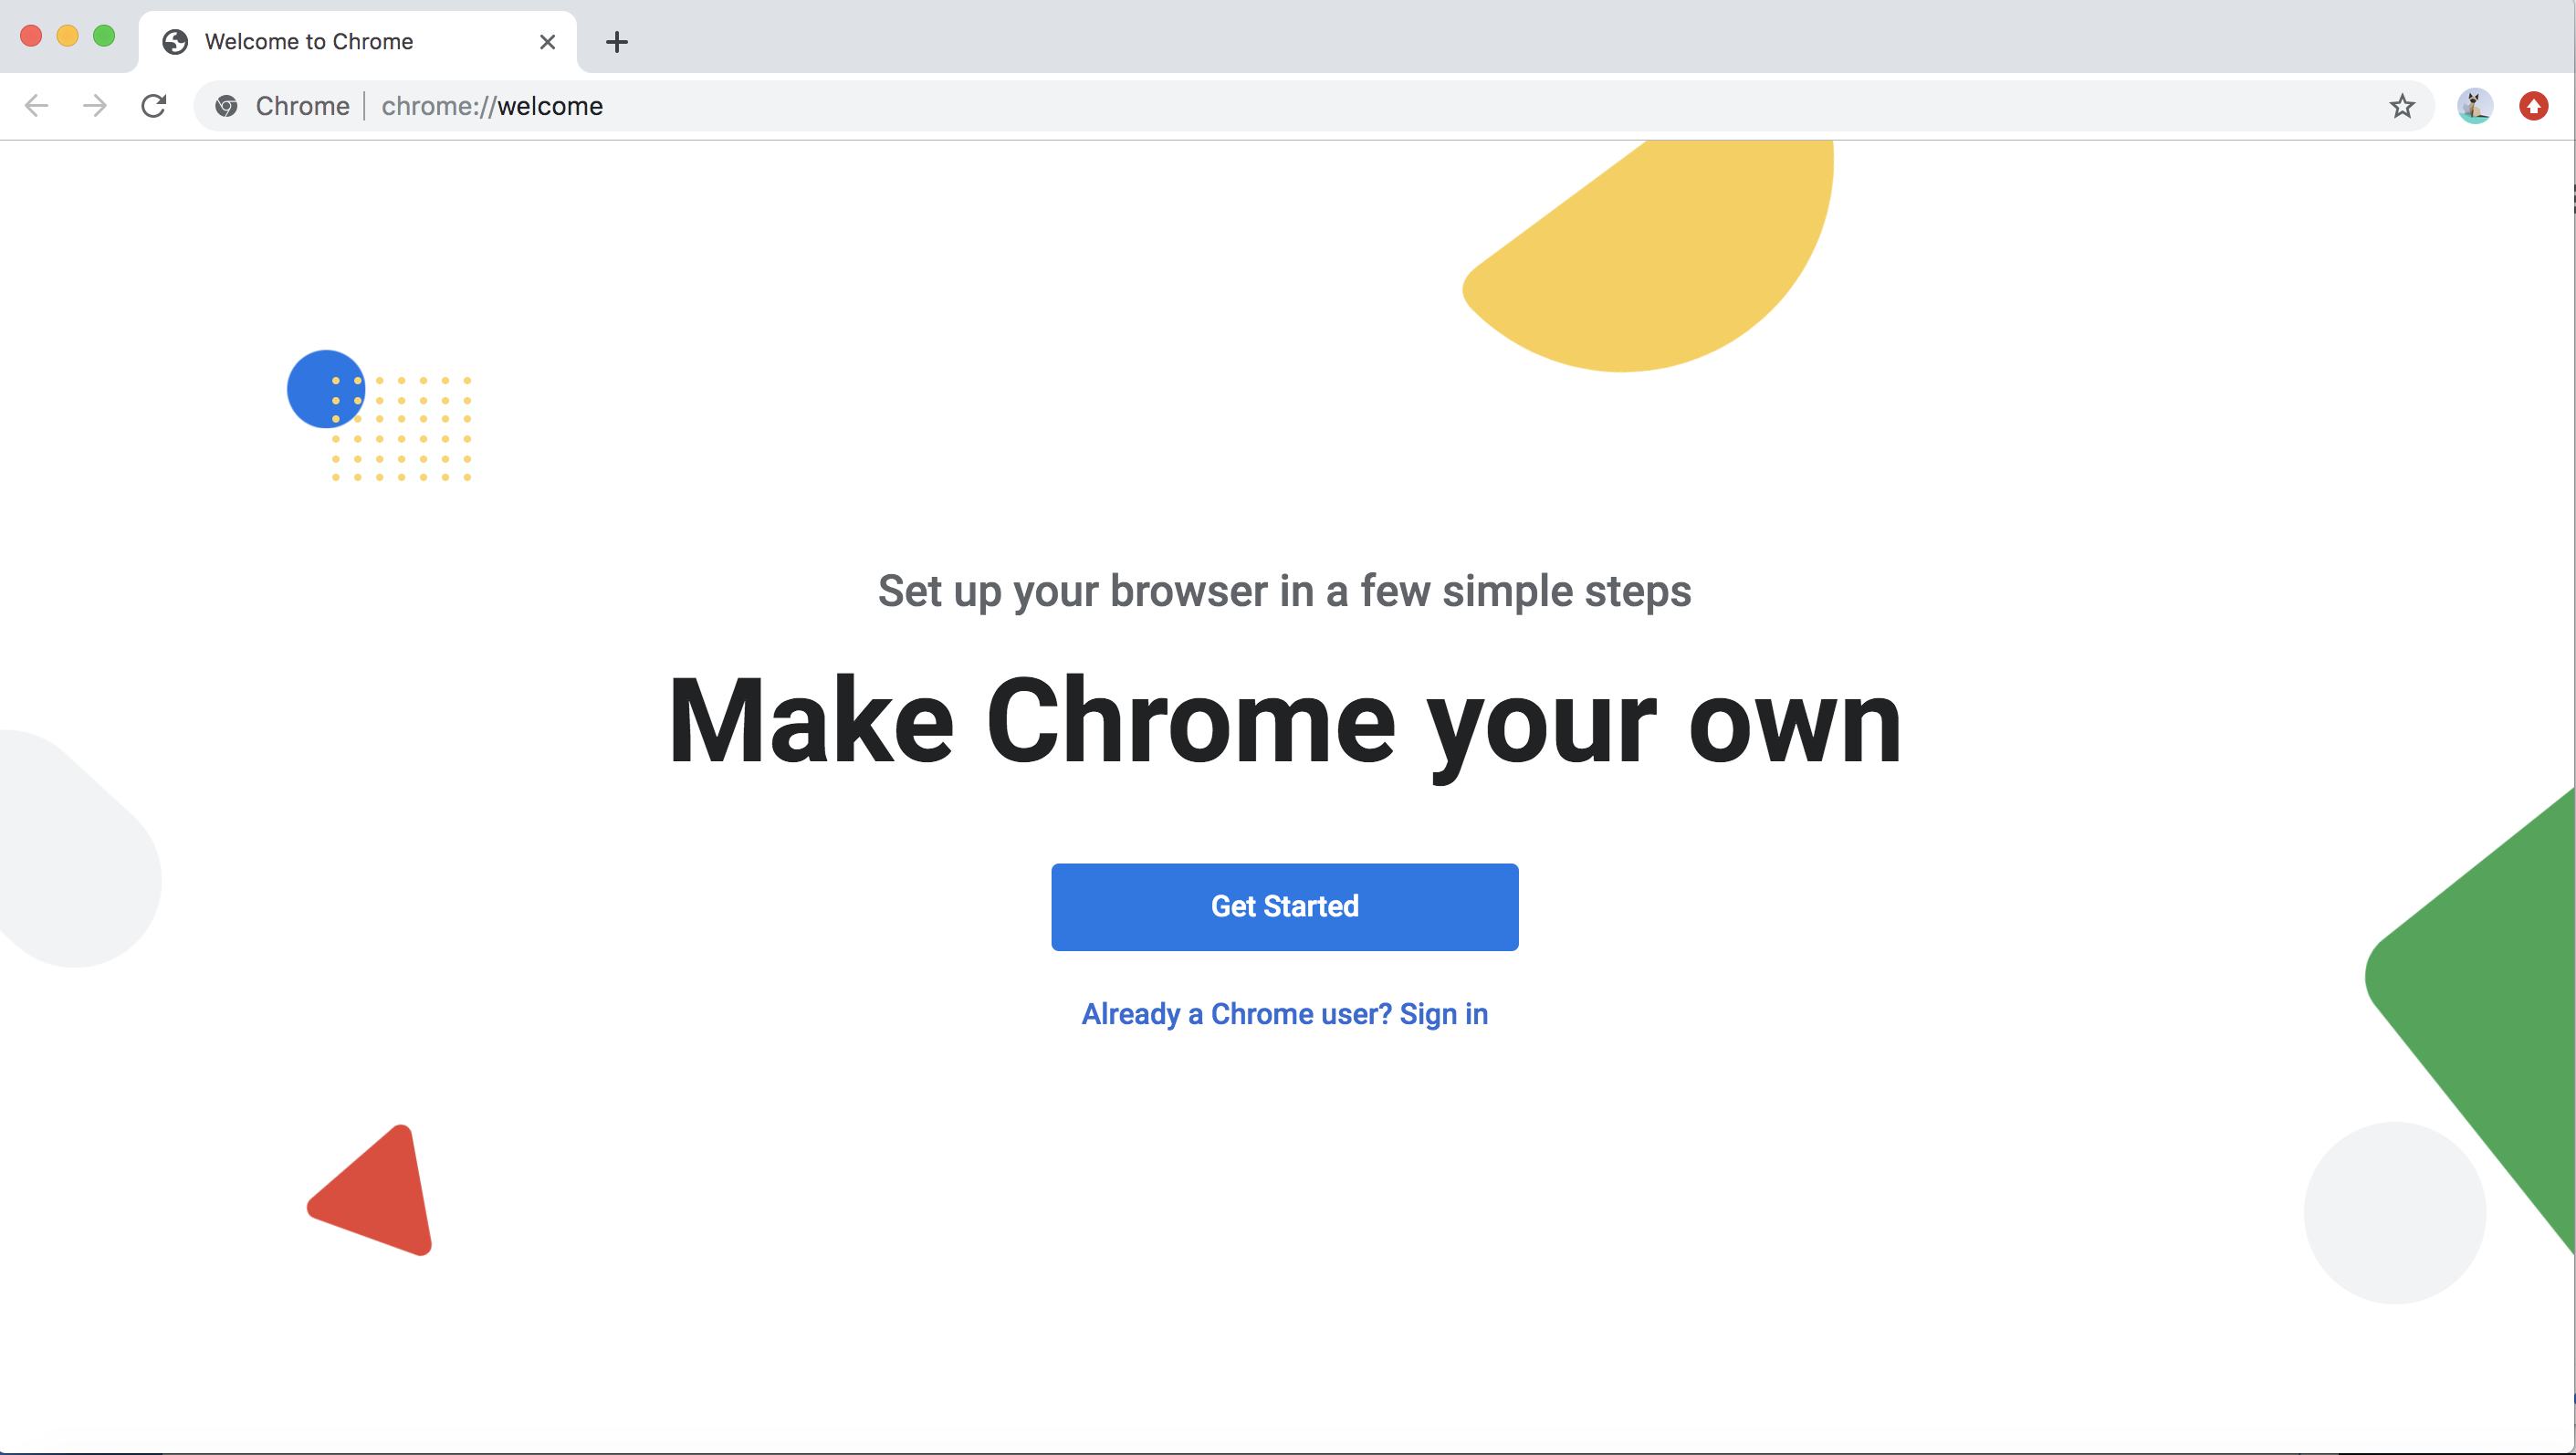 Welcome to Chrome
Chrome chrome://welcome
Set up your browser in a few simple steps
Make Chrome your own
Get Started
Already a Chrome user? Sign in